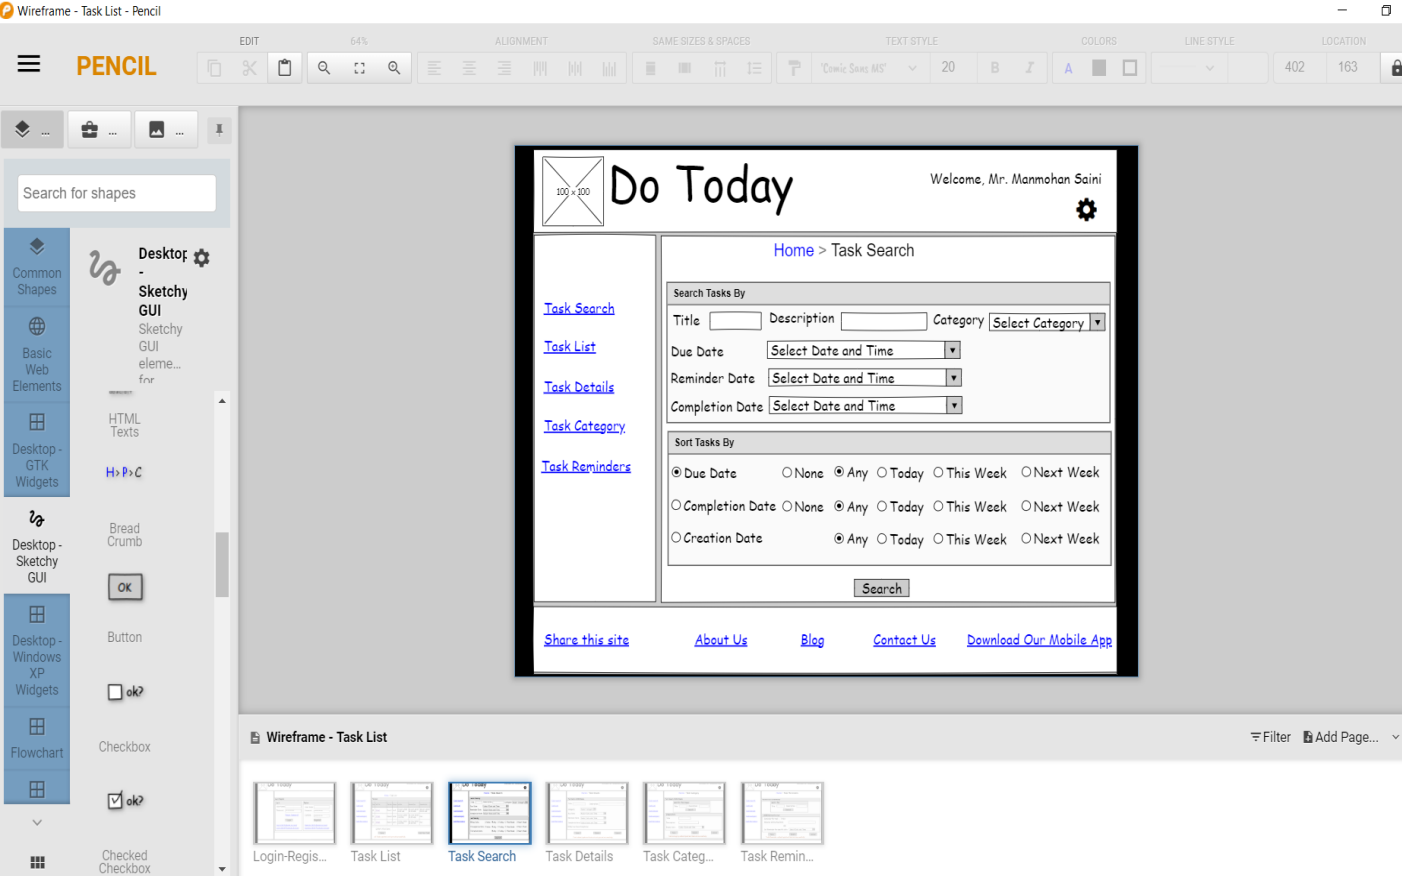 Wireframe - Task List - Pencil
EDIT
64%
ALIGNMENT
SAME SIZES & SPACES
TEXT STYLE
COLORS
LINE STYLE
LOCATION
PENCIL
'Comic Sans MS'
20
B
I
A
402
163
...
...
...
Search for shapes
Common
Shapes
Basic
Web
Elements
Desktop -
GTK
Widgets
Desktop -
Sketchy
GUI
Desktop -
Windows
XP
Widgets
Flowchart
Desktop
-
Sketchy
GUI
Sketchy
GUI
eleme...
for
HTML
Texts
H>P>C
Bread
Crumb
OK
Button
ok?
Checkbox
ok?
Checked
Checkbox
100 x 100
Do Today
Welcome, Mr. Manmohan Saini
Task Search
Task List
Task Details
Task Category
Task Reminders
Home > Task Search
Search Tasks By
Title
Description
Category
Select Category
Due Date
Select Date and Time
Reminder Date
Select Date and Time
Completion Date
Select Date and Time
Sort Tasks By
Due Date
None
Any
Today
This Week
Next Week
Completion Date
None
Any
Today
This Week
Next Week
Creation Date
Any
Today
This Week
Next Week
Search
Share this site
About Us
Blog
Contact Us
Download Our Mobile App
Wireframe - Task List
Filter
Add Page...
Login-Regis...
Task List
Task Search
Task Details
Task Categ...
Task Remin...